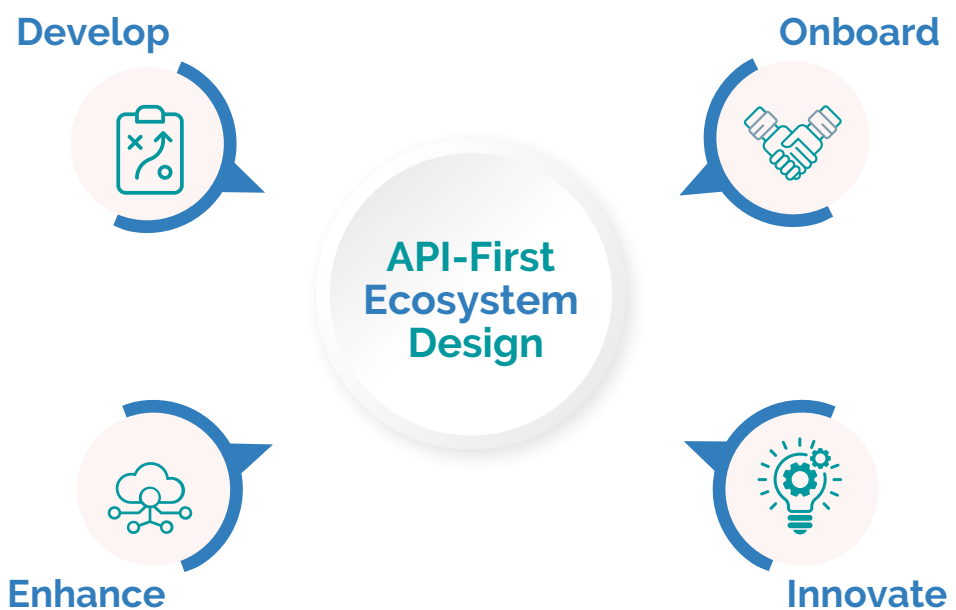 Develop
Onboard
API-First
Ecosystem
Design
Enhance
Innovate